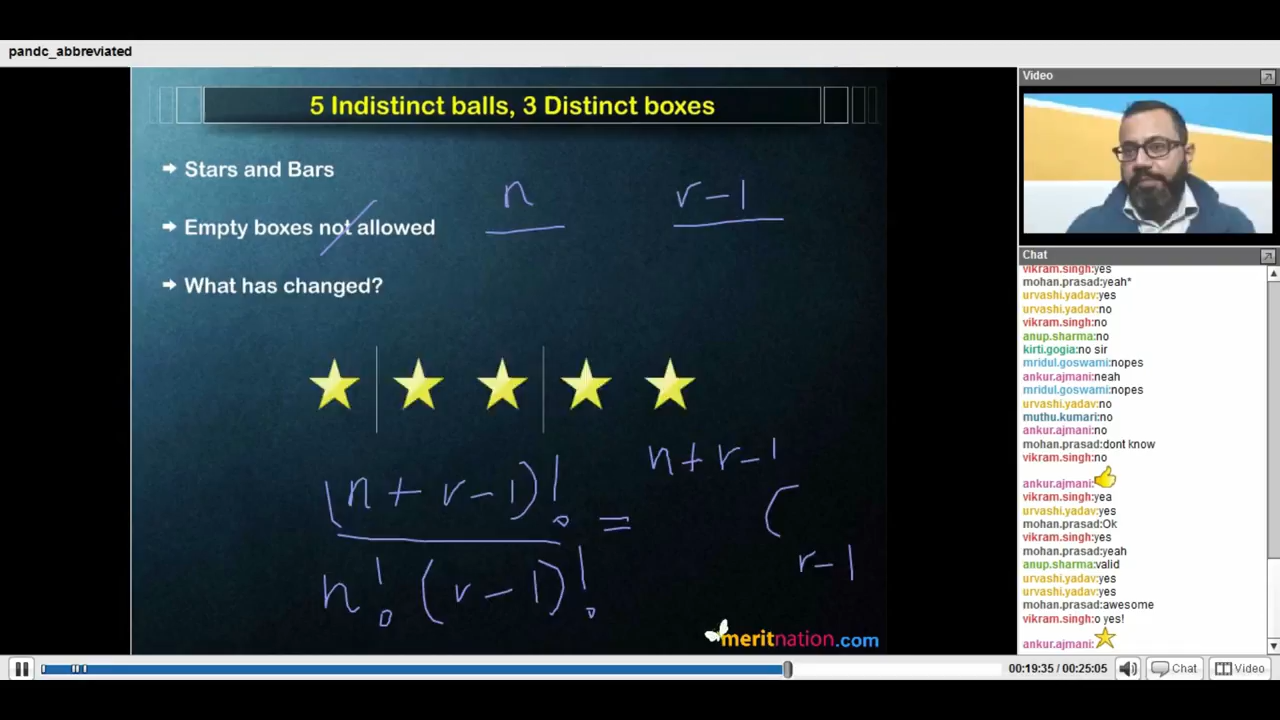 pandc_abbreviated
5 Indistinct balls, 3 Distinct boxes
Stars and Bars
Empty boxes not allowed
What has changed?
n
r-1
(n+r-1)!
n!(r-1)!
=
n+r-1
C
r-1
meritnation.com
Video
Chat
vikram.singh:yes
mohan.prasad:yeah*
urvashi.yadav:yes
urvashi.yadav:no
vikram.singh:no
anup.sharma:no
kirti.gogia:no sir
mridul.goswami:nopes
ankur.ajmani:neah
mridul.goswami:nopes
urvashi.yadav:no
muthu.kumari:no
ankur.ajmani:no
mohan.prasad:dont know
vikram.singh:no
ankur.ajmani:
vikram.singh:yea
urvashi.yadav:yes
mohan.prasad:Ok
vikram.singh:yes
mohan.prasad:yeah
anup.sharma:valid
urvashi.yadav:yes
urvashi.yadav:yes
mohan.prasad:awesome
vikram.singh:o yes!
ankur.ajmani:
00:19:35 / 00:25:05
Chat
Video